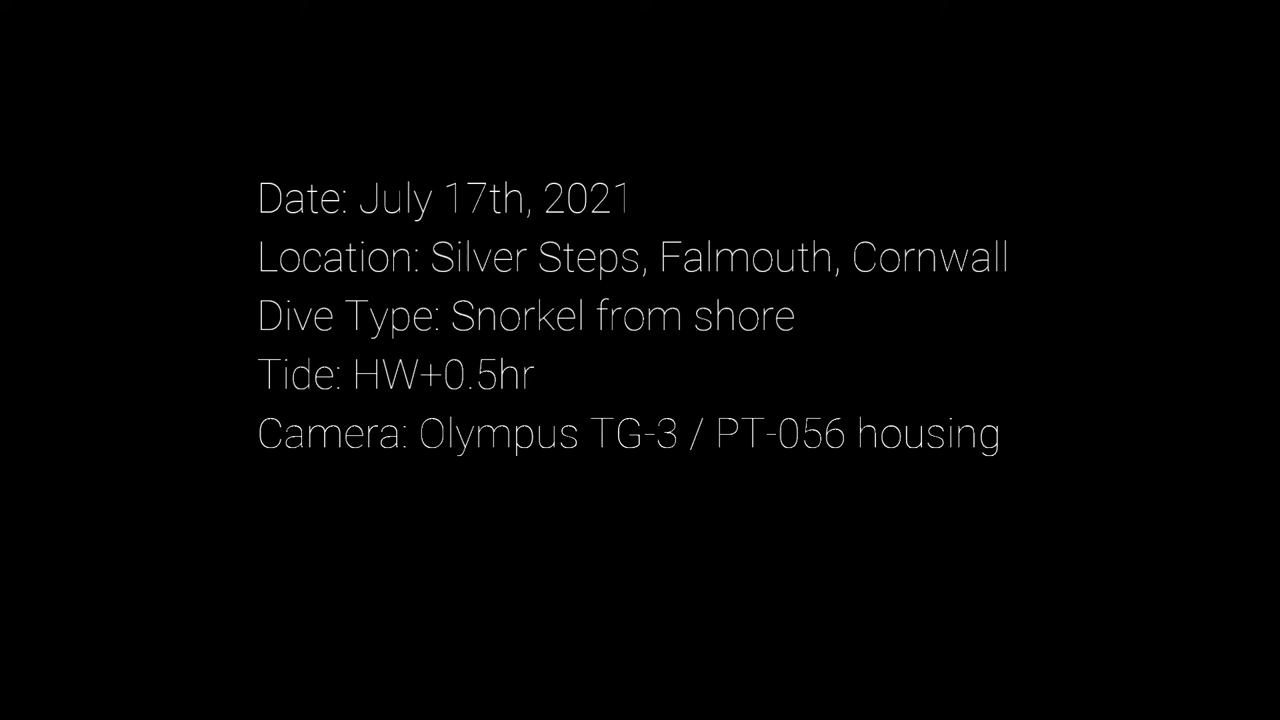 Date: July 17th, 2021
Location: Silver Steps, Falmouth, Cornwall
Dive Type: Snorkel from shore
Tide: HW+0.5hr
Camera: Olympus TG-3 / PT-056 housing